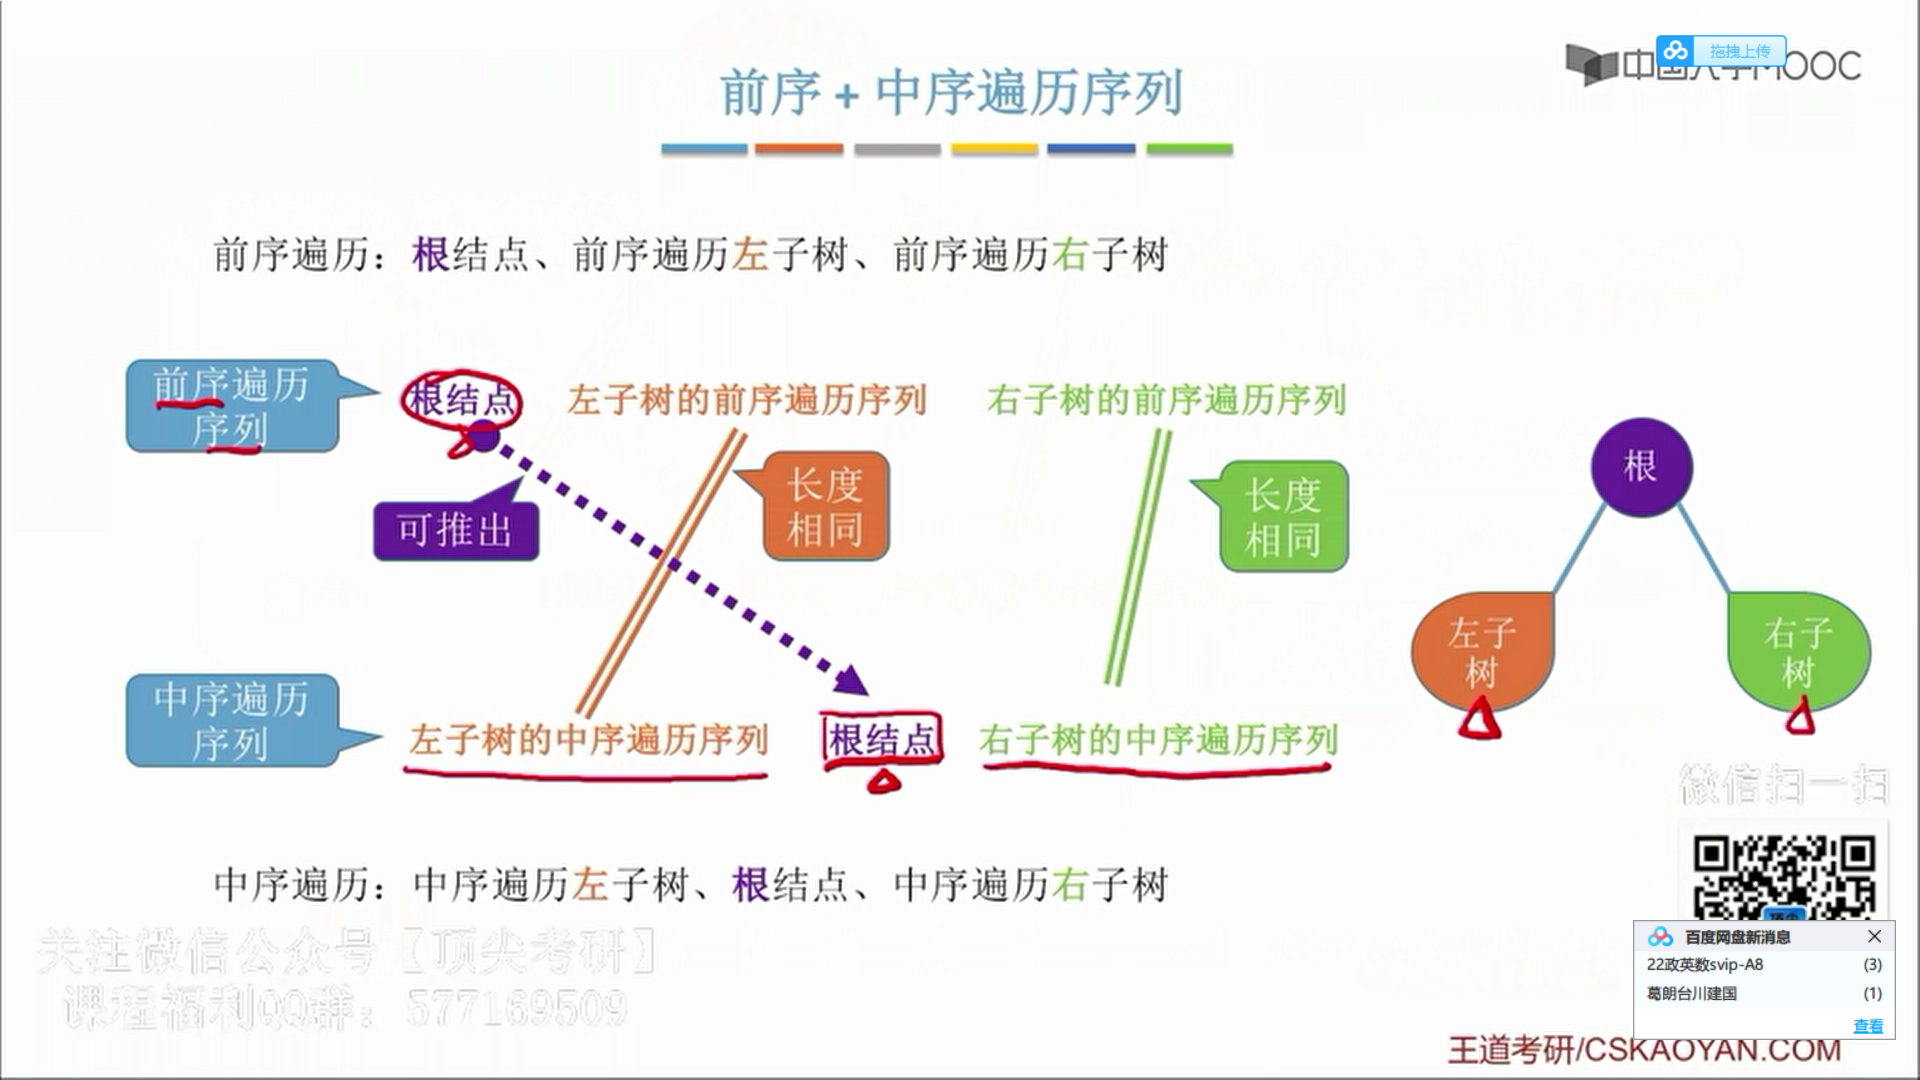 拖拽上传
中国大学MOOC
前序 + 中序遍历序列
前序遍历：根结点、前序遍历左子树、前序遍历右子树
前序遍历
序列
根结点
左子树的前序遍历序列
右子树的前序遍历序列
可推出
长度
相同
长度
相同
根
左子
树
右子
树
中序遍历
序列
左子树的中序遍历序列
根结点
右子树的中序遍历序列
中序遍历：中序遍历左子树、根结点、中序遍历右子树
微信扫一扫
顶尖
关注微信公众号【顶尖考研】
课程福利QQ群：577169509
百度网盘新消息
22政英数svip-A8 (3)
葛朗台川建国 (1)
查看
王道考研/CSKAOYAN.COM